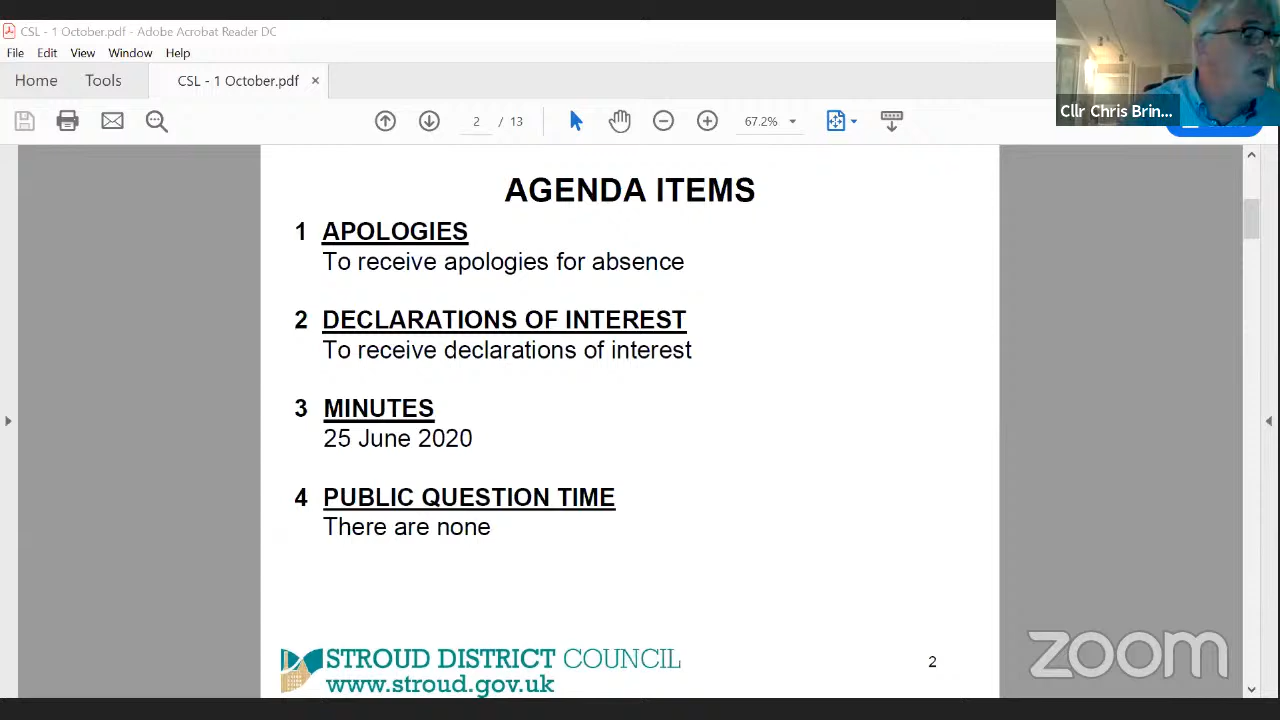 CSL - 1 October.pdf - Adobe Acrobat Reader DC
File Edit View Window Help
Home Tools CSL - 1 October.pdf ×
2 / 13 67.2%
Cllr Chris Brin...
AGENDA ITEMS
1 APOLOGIES
To receive apologies for absence
2 DECLARATIONS OF INTEREST
To receive declarations of interest
3 MINUTES
25 June 2020
4 PUBLIC QUESTION TIME
There are none
STROUD DISTRICT COUNCIL
www.stroud.gov.uk
2
zoom